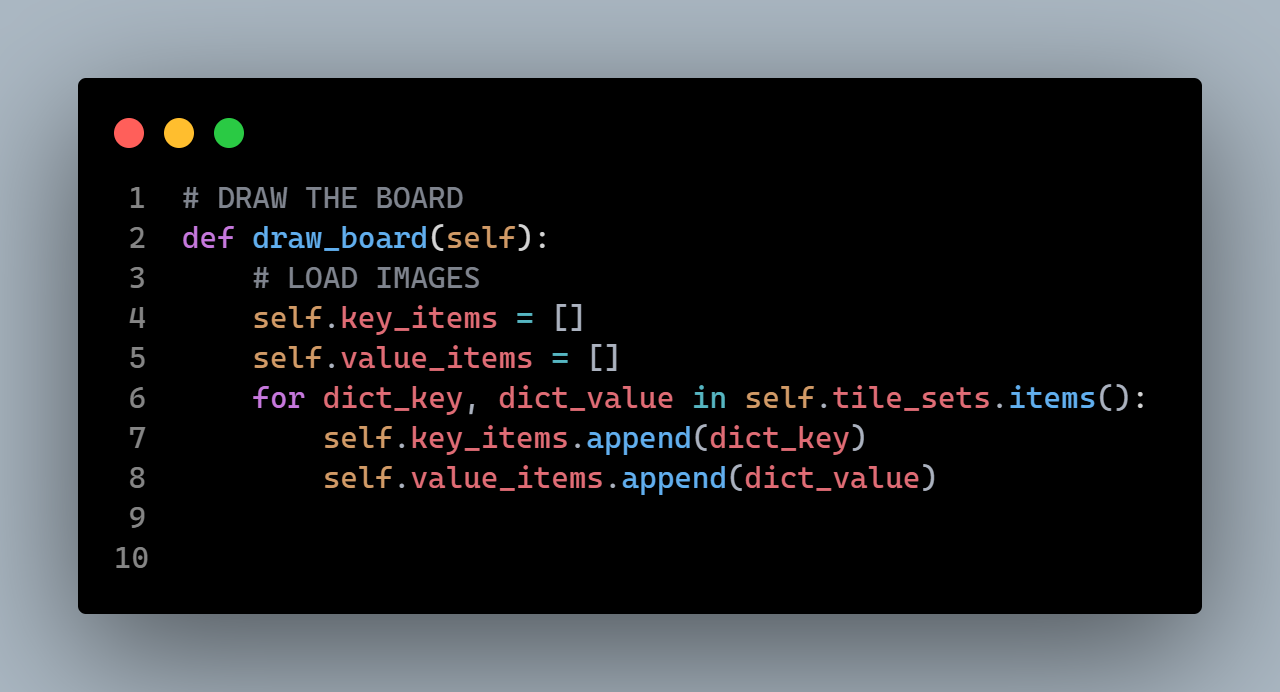 1 # DRAW THE BOARD
2 def draw_board(self):
3     # LOAD IMAGES
4     self.key_items = []
5     self.value_items = []
6     for dict_key, dict_value in self.tile_sets.items():
7         self.key_items.append(dict_key)
8         self.value_items.append(dict_value)
9
10